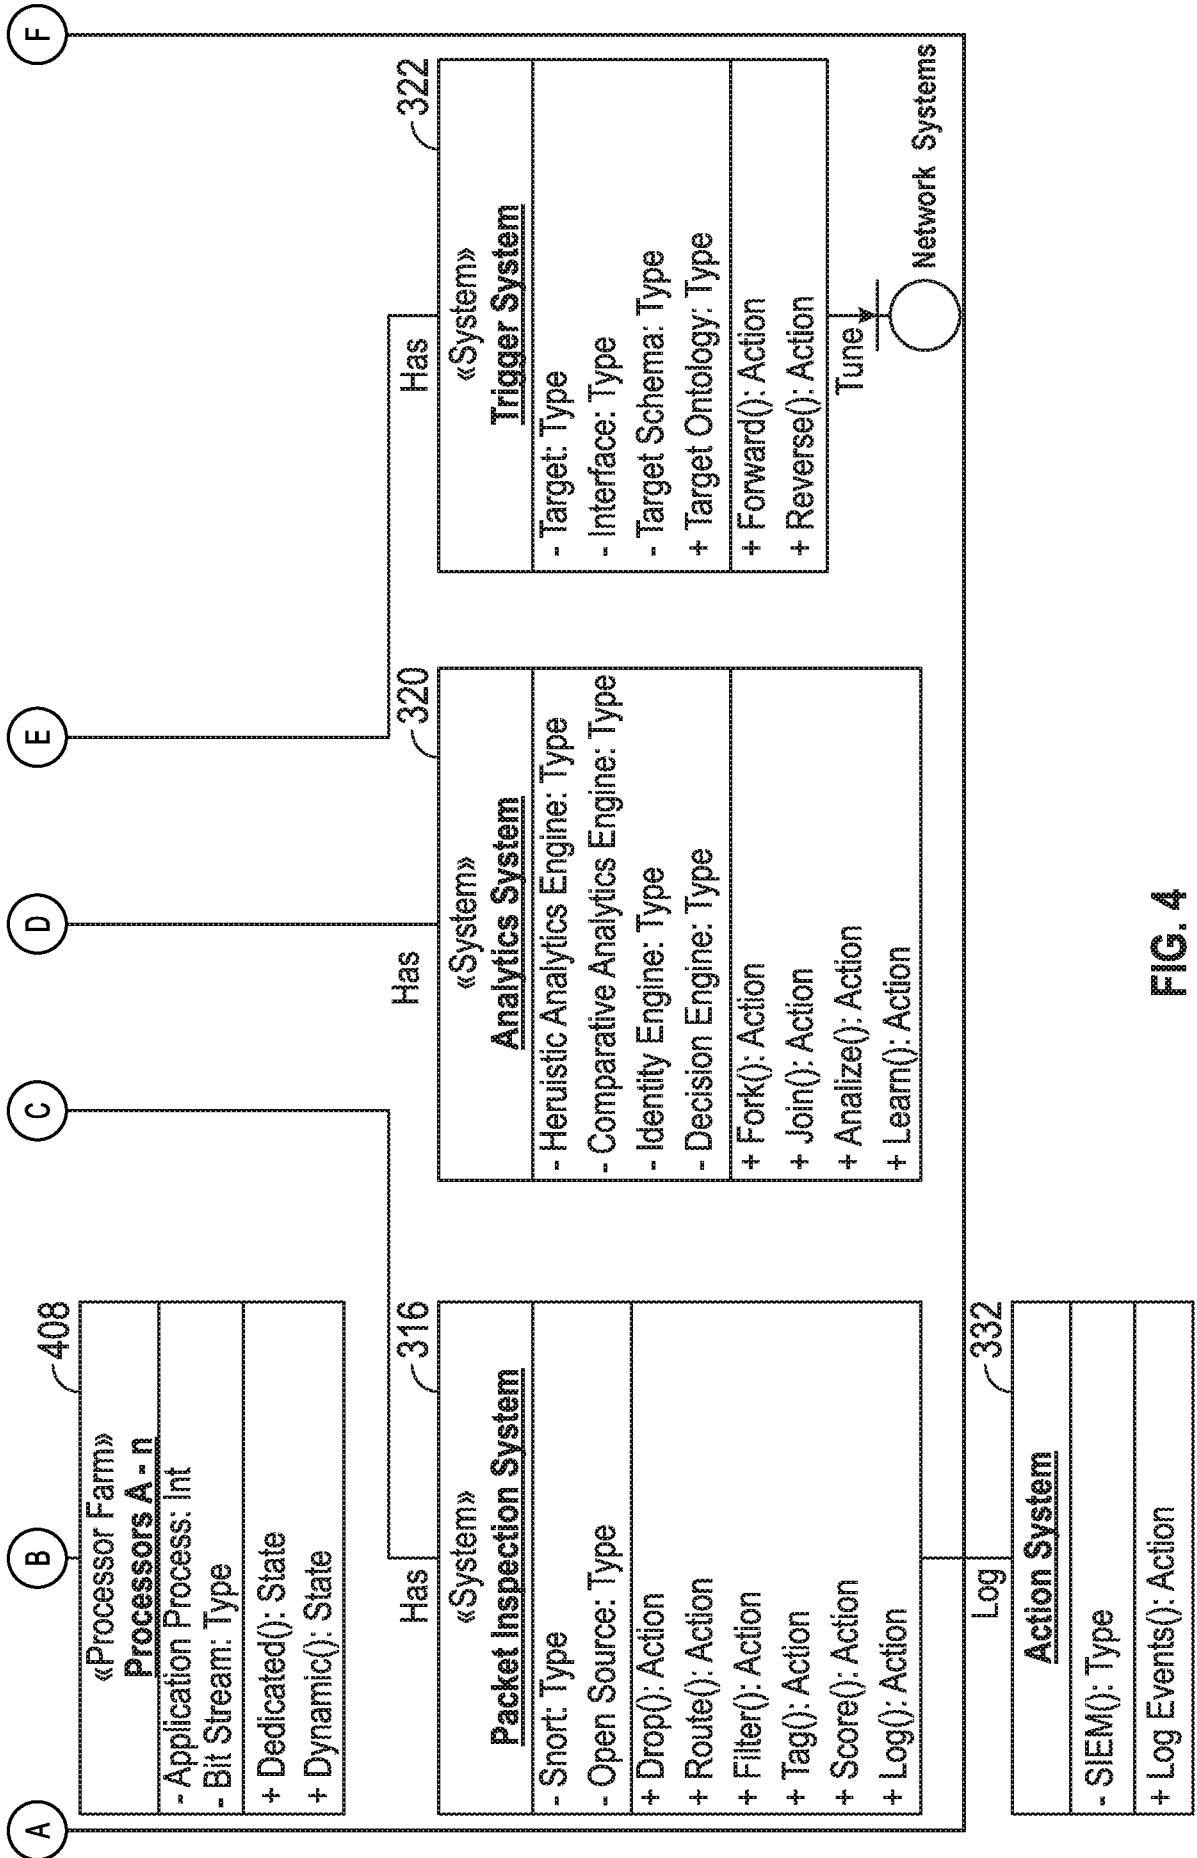 A
B
C
D
E
F
408
«Processor Farm»
Processors A - n
- Application Process: Int
- Bit Stream: Type
+ Dedicated(): State
+ Dynamic(): State
Has
316
«System»
Packet Inspection System
- Snort: Type
- Open Source: Type
+ Drop(): Action
+ Route(): Action
+ Filter(): Action
+ Tag(): Action
+ Score(): Action
+ Log(): Action
Has
320
«System»
Analytics System
- Heruistic Analytics Engine: Type
- Comparative Analytics Engine: Type
- Identity Engine: Type
- Decision Engine: Type
+ Fork(): Action
+ Join(): Action
+ Analize(): Action
+ Learn(): Action
Has
322
«System»
Trigger System
- Target: Type
- Interface: Type
- Target Schema: Type
+ Target Ontology: Type
+ Forward(): Action
+ Reverse(): Action
Tune
Network Systems
Log
332
Action System
- SIEM(): Type
+ Log Events(): Action
FIG. 4